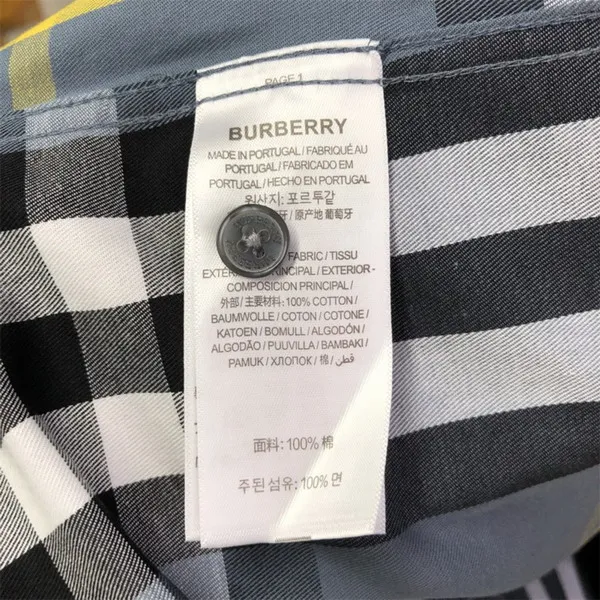 PAGE 1
BURBERRY
MADE IN PORTUGAL / FABRIQUÉ AU
PORTUGAL / FABRICADO EM
PORTUGAL / HECHO EN PORTUGAL
원산지: 포르투갈
/ 原产地 葡萄牙
FABRIC / TISSU
PRINCIPAL / EXTERIOR -
COMPOSICION PRINCIPAL /
外部 / 主要材料: 100% COTTON /
BAUMWOLLE / COTON / COTONE /
KATOEN / BOMULL / ALGODÓN /
ALGODÃO / PUUVILLA / BAMBAKI /
PAMUK / ХЛОПОК / 棉 / قطن
面料: 100% 棉
주된섬유: 100% 면